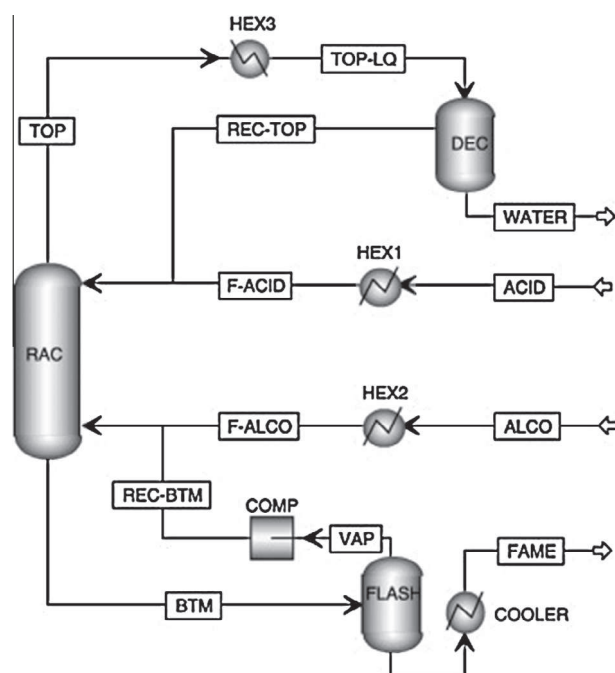 HEX3
TOP-LQ
TOP
REC-TOP
DEC
WATER
HEX1
F-ACID
ACID
RAC
HEX2
F-ALCO
ALCO
REC-BTM
COMP
VAP
FAME
BTM
FLASH
COOLER